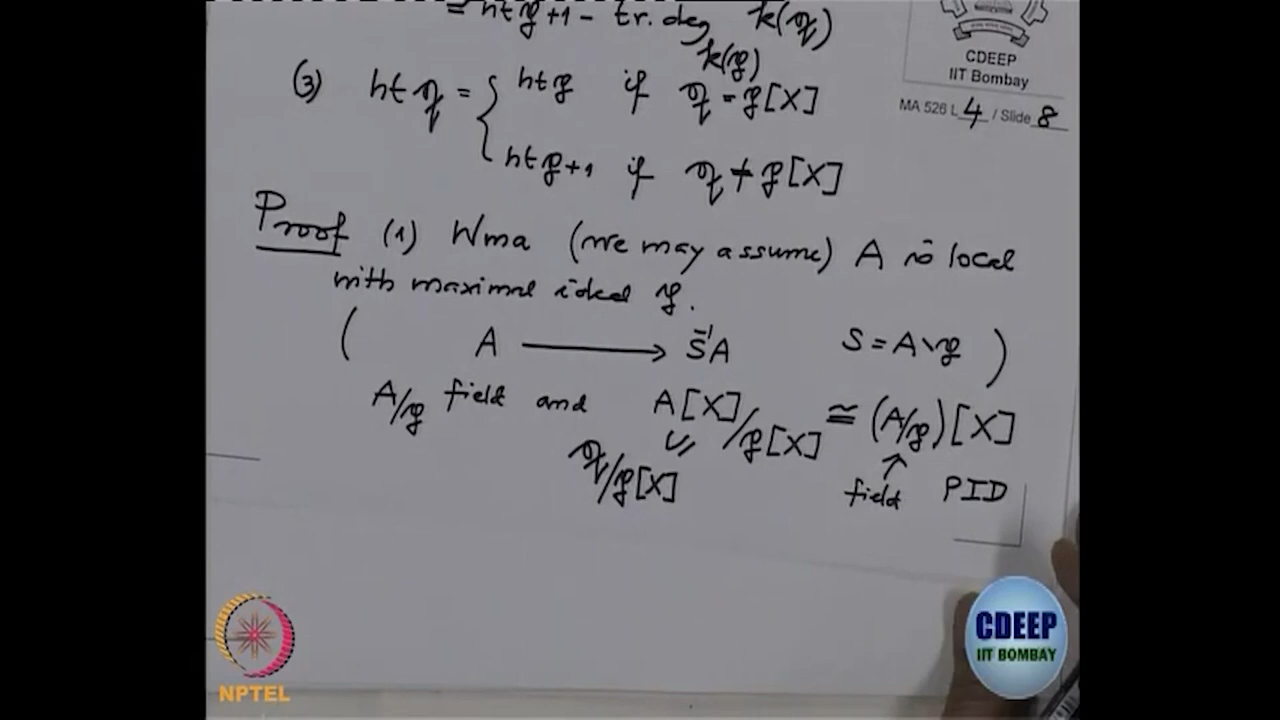 = ht 𝔭 + 1 - tr. deg k(𝔮)
k(𝔭)
CDEEP
IIT Bombay
MA 526 L 4 / Slide 8
(3) ht 𝔮 = { ht 𝔭 if 𝔮 = 𝔭[X]
ht 𝔭 + 1 if 𝔮 ≠ 𝔭[X]
Proof (1) Wma (we may assume) A is local
with maximal ideal 𝔭.
( A ⟶ S⁻¹A S = A∖𝔭 )
A/𝔭 field and A[X]/𝔭[X] ≅ (A/𝔭)[X]
𝔮/𝔭[X] field PID
NPTEL
CDEEP
IIT BOMBAY